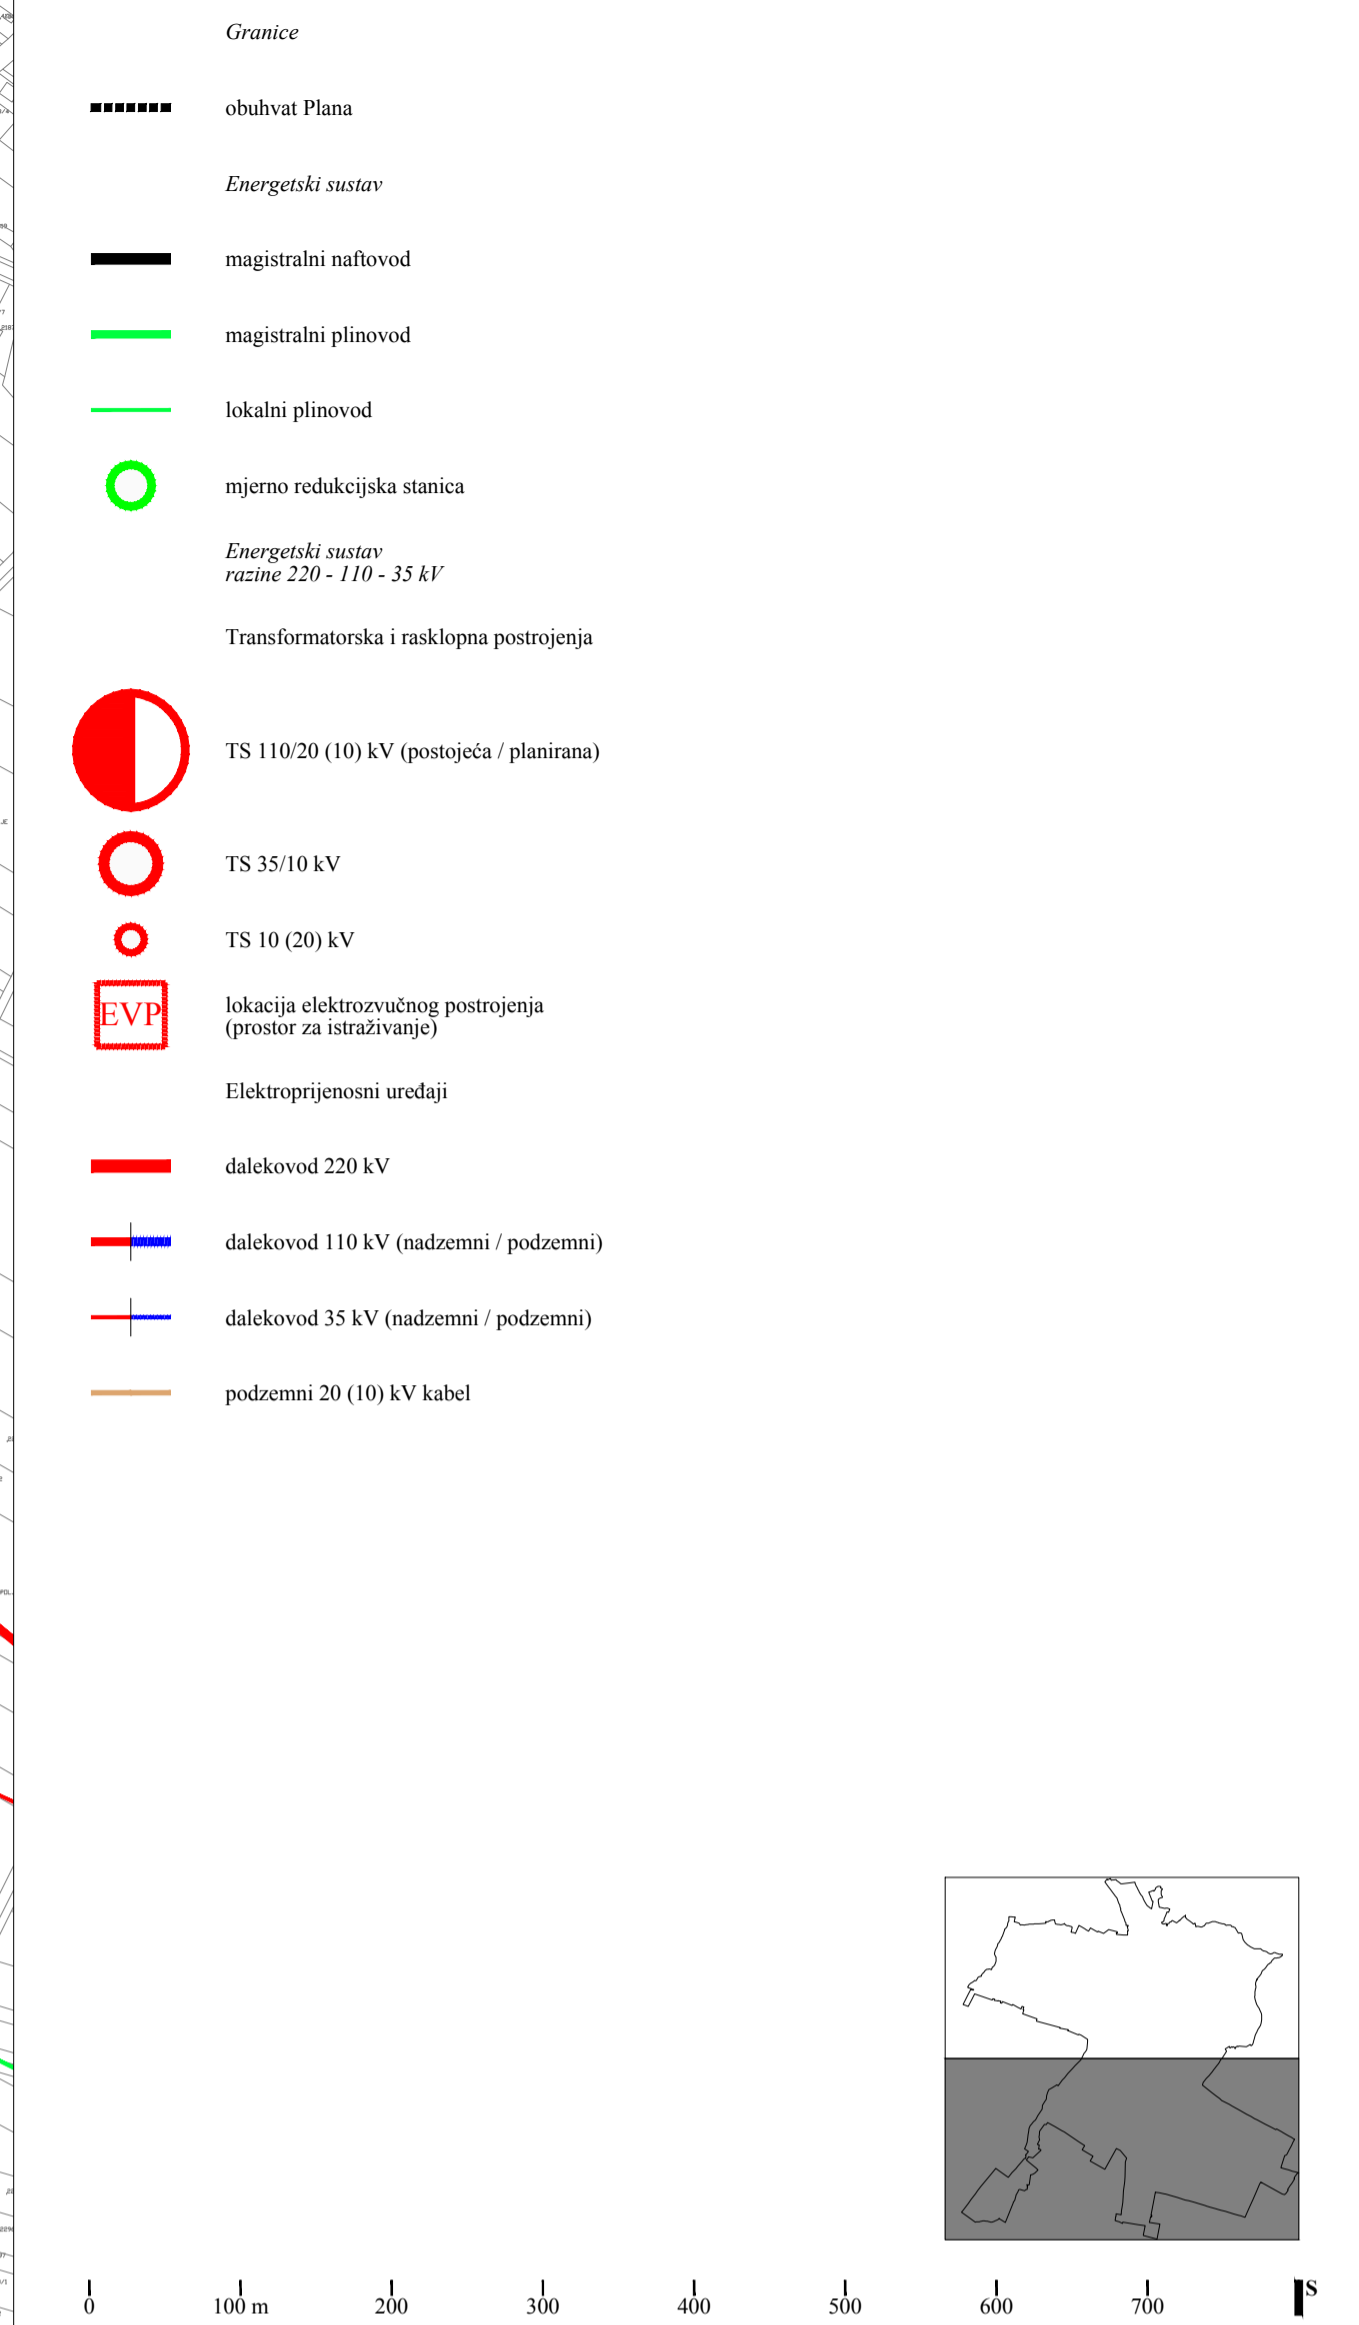 Granice
obuhvat Plana
Energetski sustav
magistralni naftovod
magistralni plinovod
lokalni plinovod
mjerno redukcijska stanica
Energetski sustav
razine 220 - 110 - 35 kV
Transformatorska i rasklopna postrojenja
TS 110/20 (10) kV (postojeća / planirana)
TS 35/10 kV
TS 10 (20) kV
EVP
lokacija elektrozvučnog postrojenja
(prostor za istraživanje)
Elektroprijenosni uređaji
dalekovod 220 kV
dalekovod 110 kV (nadzemni / podzemni)
dalekovod 35 kV (nadzemni / podzemni)
podzemni 20 (10) kV kabel
S
0 100 m 200 300 400 500 600 700